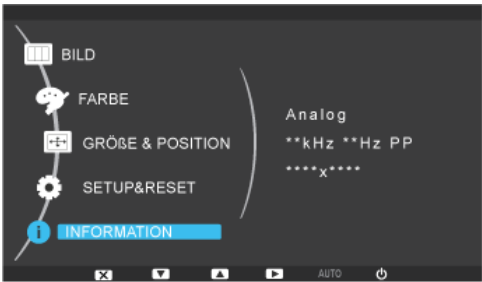 BILD
FARBE
GRÖßE & POSITION
SETUP&RESET
INFORMATION
Analog
**kHz **Hz PP
****x****
AUTO